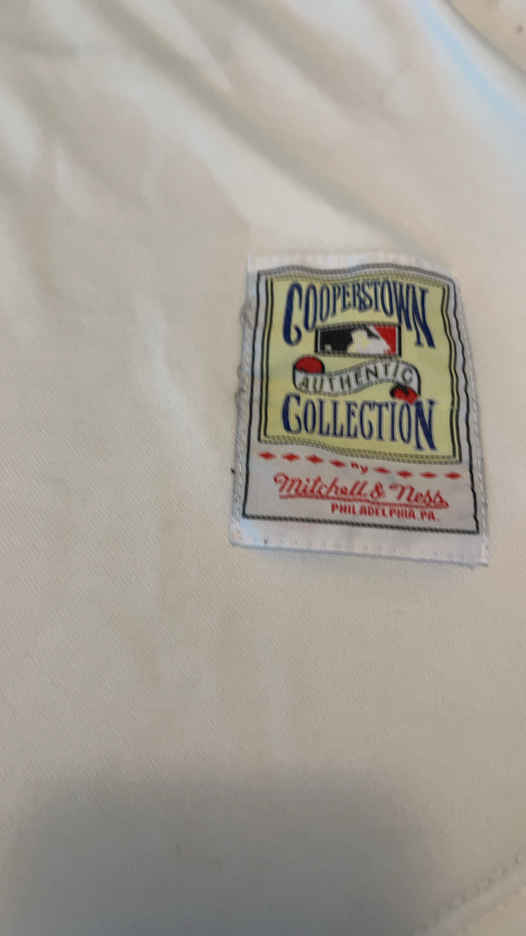 COOPERSTOWN
AUTHENTIC
COLLECTION
by
Mitchell & Ness
PHILADELPHIA, PA.